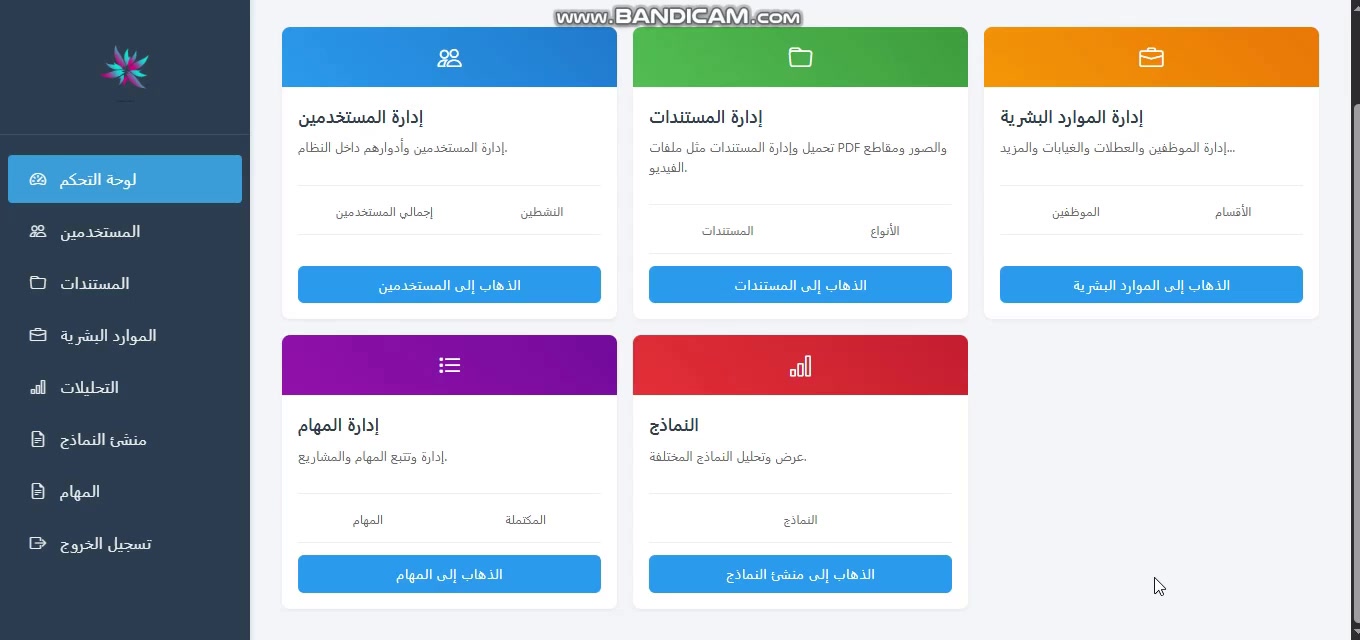 www.BANDICAM.com
لوحة التحكم
المستخدمين
المستندات
الموارد البشرية
التحليلات
منشئ النماذج
المهام
تسجيل الخروج
إدارة المستخدمين
.إدارة المستخدمين وأدوارهم داخل النظام
إجمالي المستخدمين
النشطين
الذهاب إلى المستخدمين
إدارة المستندات
والصور ومقاطع PDF تحميل وإدارة المستندات مثل ملفات
.الفيديو
المستندات
الأنواع
الذهاب إلى المستندات
إدارة الموارد البشرية
...إدارة الموظفين والعطلات والغيابات والمزيد
الموظفين
الأقسام
الذهاب إلى الموارد البشرية
إدارة المهام
.إدارة وتتبع المهام والمشاريع
المهام
المكتملة
الذهاب إلى المهام
النماذج
.عرض وتحليل النماذج المختلفة
النماذج
الذهاب إلى منشئ النماذج